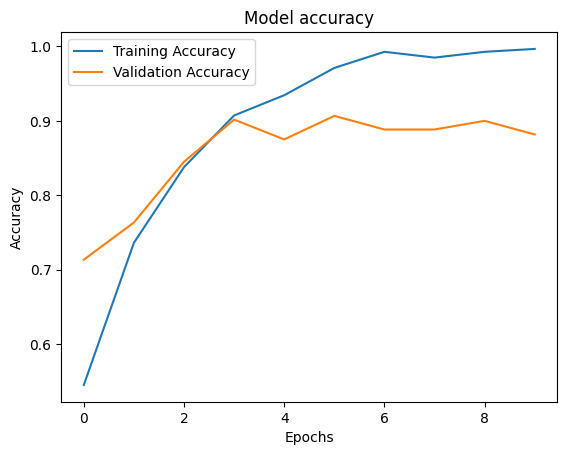 Model accuracy
Training Accuracy
Validation Accuracy
1.0
0.9
0.8
0.7
0.6
Accuracy
0 2 4 6 8
Epochs